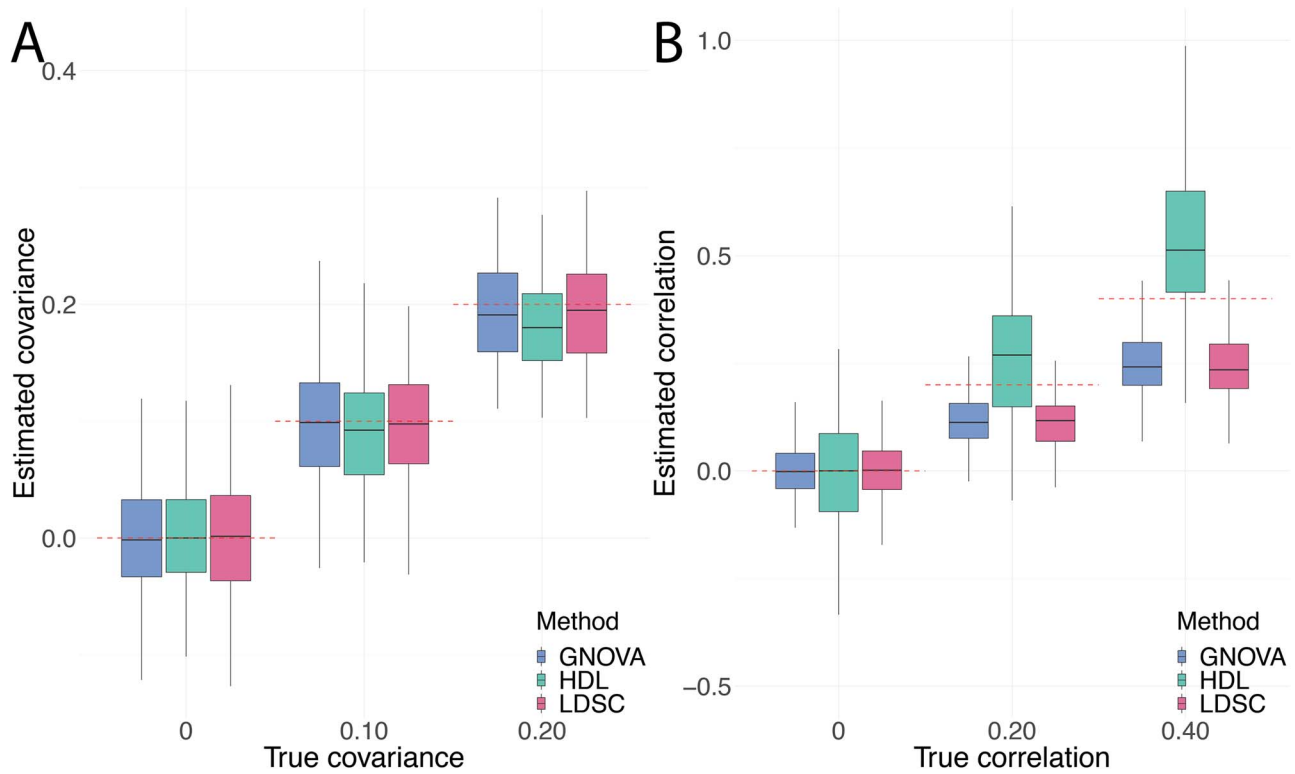 A
0.4
0.2
0.0
Estimated covariance
0
0.10
0.20
True covariance
Method
GNOVA
HDL
LDSC
B
1.0
0.5
0.0
−0.5
Estimated correlation
0
0.20
0.40
True correlation
Method
GNOVA
HDL
LDSC